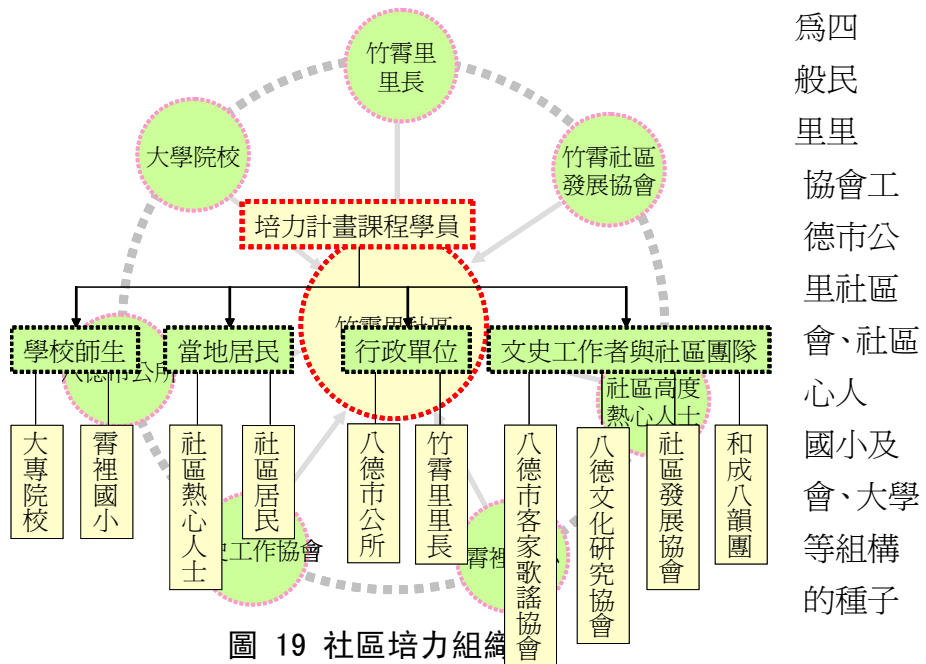 竹霄里
里長
大學院校
竹霄社區
發展協會
培力計畫課程學員
學校師生
當地居民
行政單位
文史工作者與社區團隊
德市公所
社區高度
熱心人士
大專院校
霄裡國小
社區熱心人士
社區居民
八德市公所
竹霄里里長
八德市客家歌謠協會
八德文化研究協會
社區發展協會
和成八韻團
史工作協會
霄裡
圖 19 社區培力組織
為四
般民
里里
協會工
德市公
里社區
會、社區
心人
國小及
會、大學
等組構
的種子